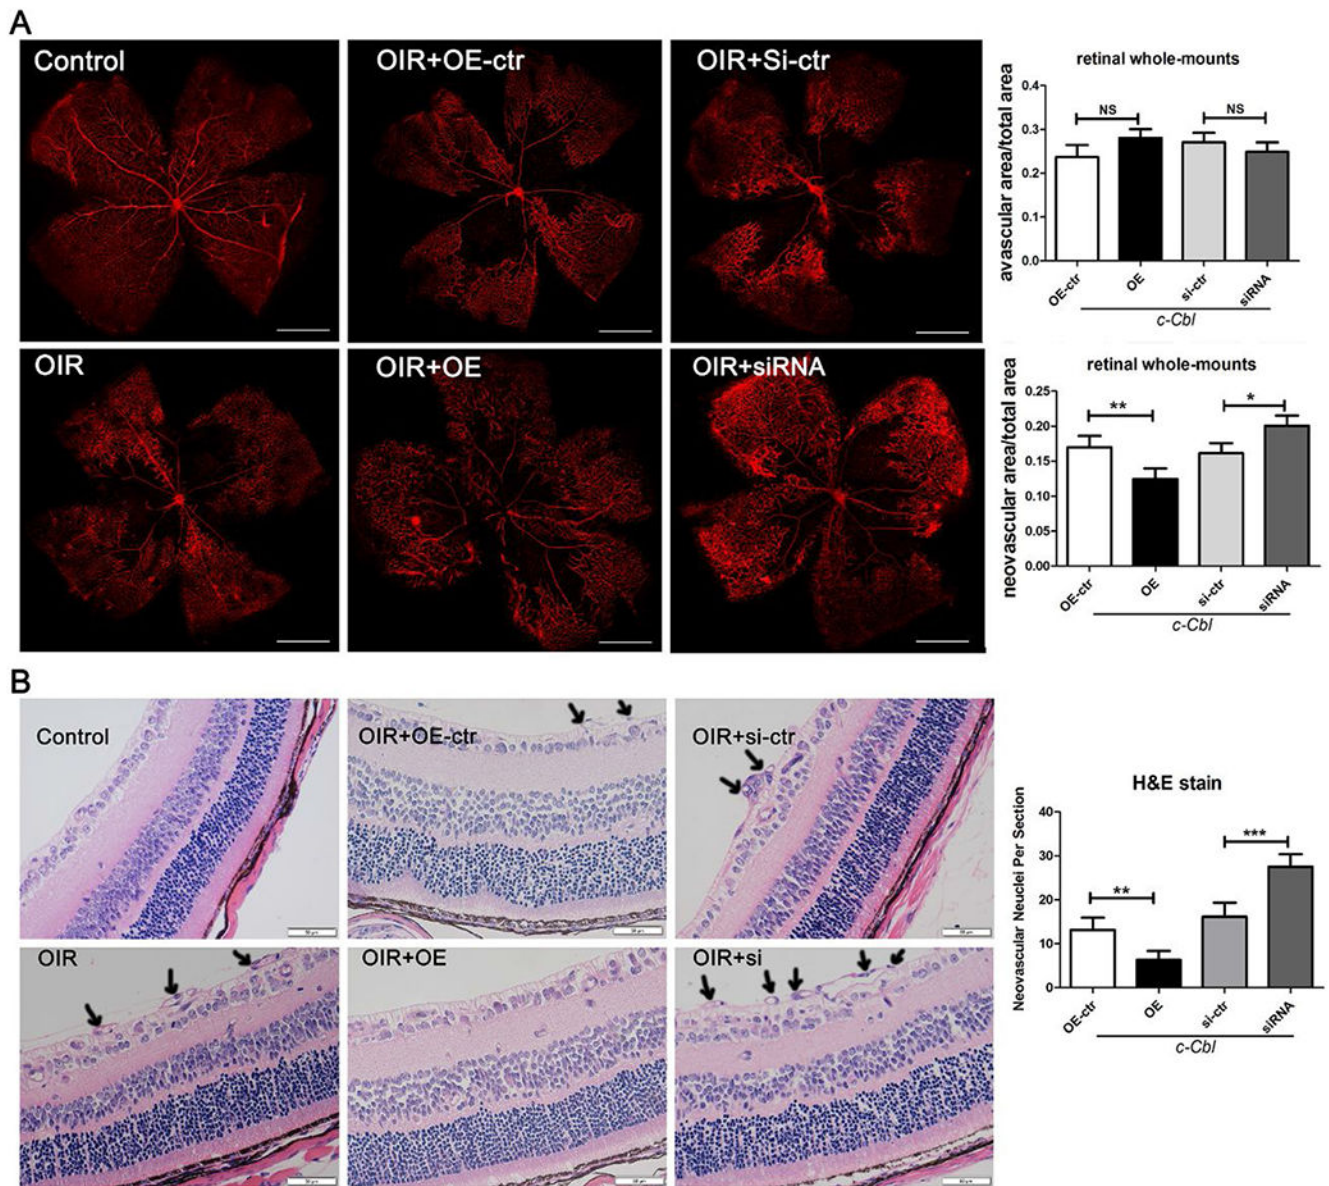 A
Control
OIR+OE-ctr
OIR+Si-ctr
OIR
OIR+OE
OIR+siRNA
retinal whole-mounts
avascular area/total area
NS
NS
0.4
0.3
0.2
0.1
0.0
OE-ctr
OE
si-ctr
siRNA
c-Cbl
retinal whole-mounts
neovascular area/total area
**
*
0.25
0.20
0.15
0.10
0.05
0.00
OE-ctr
OE
si-ctr
siRNA
c-Cbl
B
Control
OIR+OE-ctr
OIR+si-ctr
OIR
OIR+OE
OIR+si
H&E stain
Neovascular Neuclei Per Section
**
***
40
30
20
10
0
OE-ctr
OE
si-ctr
siRNA
c-Cbl